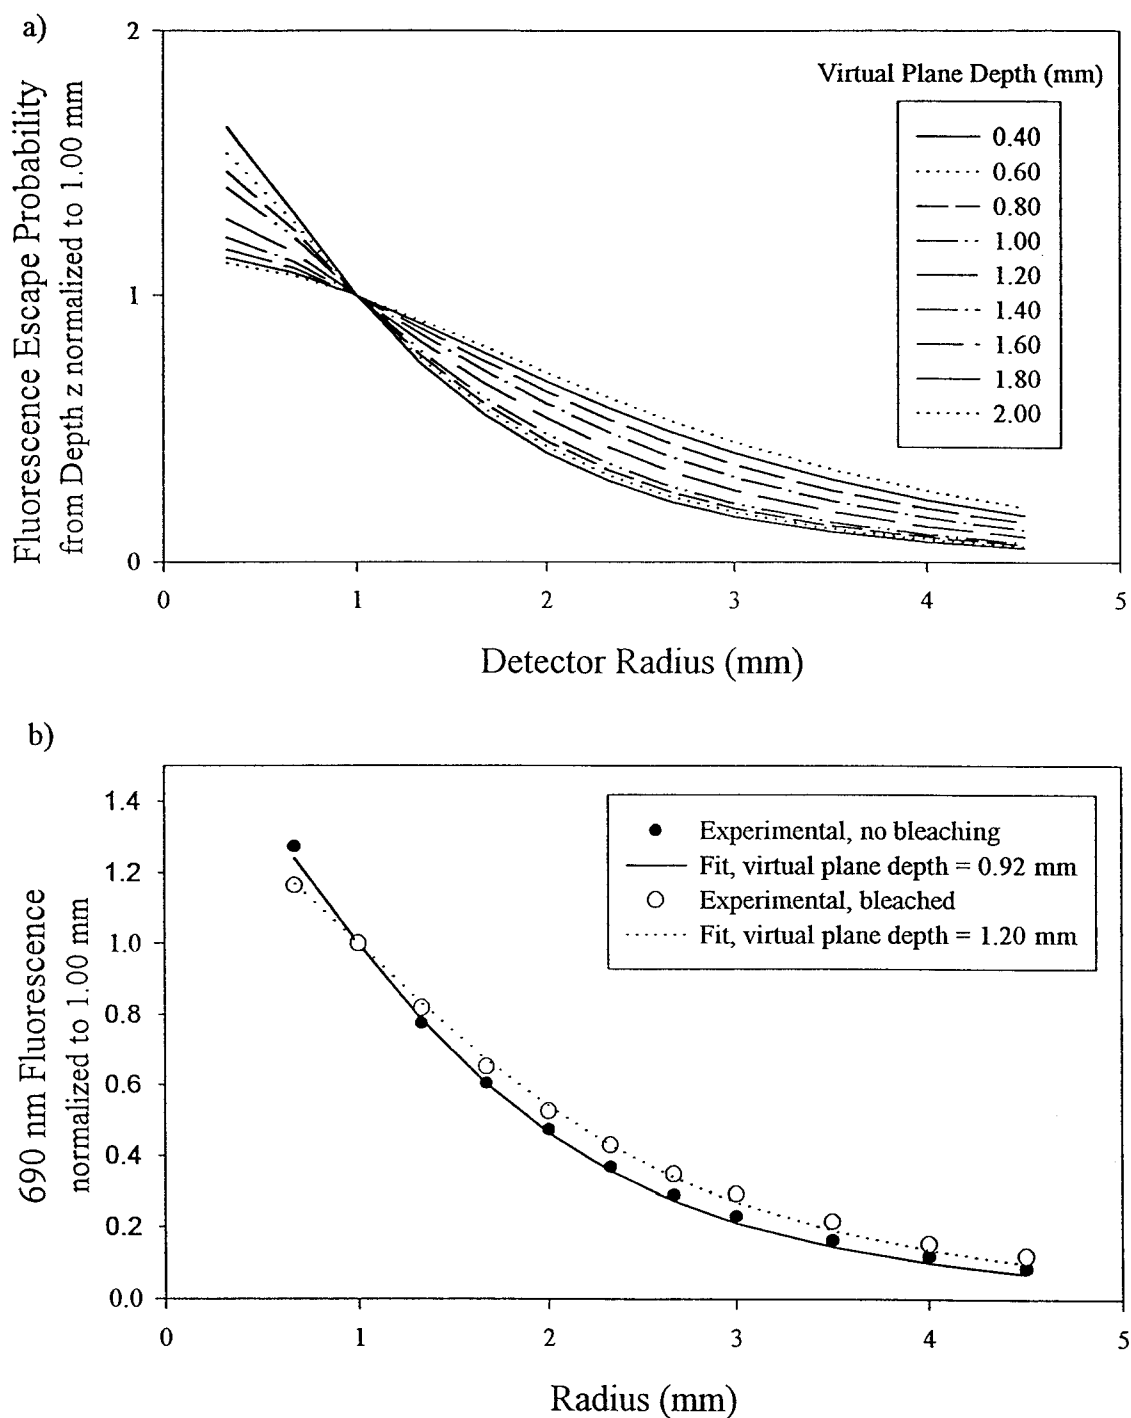 a)
Fluorescence Escape Probability
from Depth z normalized to 1.00 mm
2
1
0
Virtual Plane Depth (mm)
0.40
0.60
0.80
1.00
1.20
1.40
1.60
1.80
2.00
0 1 2 3 4 5
Detector Radius (mm)
b)
690 nm Fluorescence
normalized to 1.00 mm
1.4
1.2
1.0
0.8
0.6
0.4
0.2
0.0
Experimental, no bleaching
Fit, virtual plane depth = 0.92 mm
Experimental, bleached
Fit, virtual plane depth = 1.20 mm
0 1 2 3 4 5
Radius (mm)